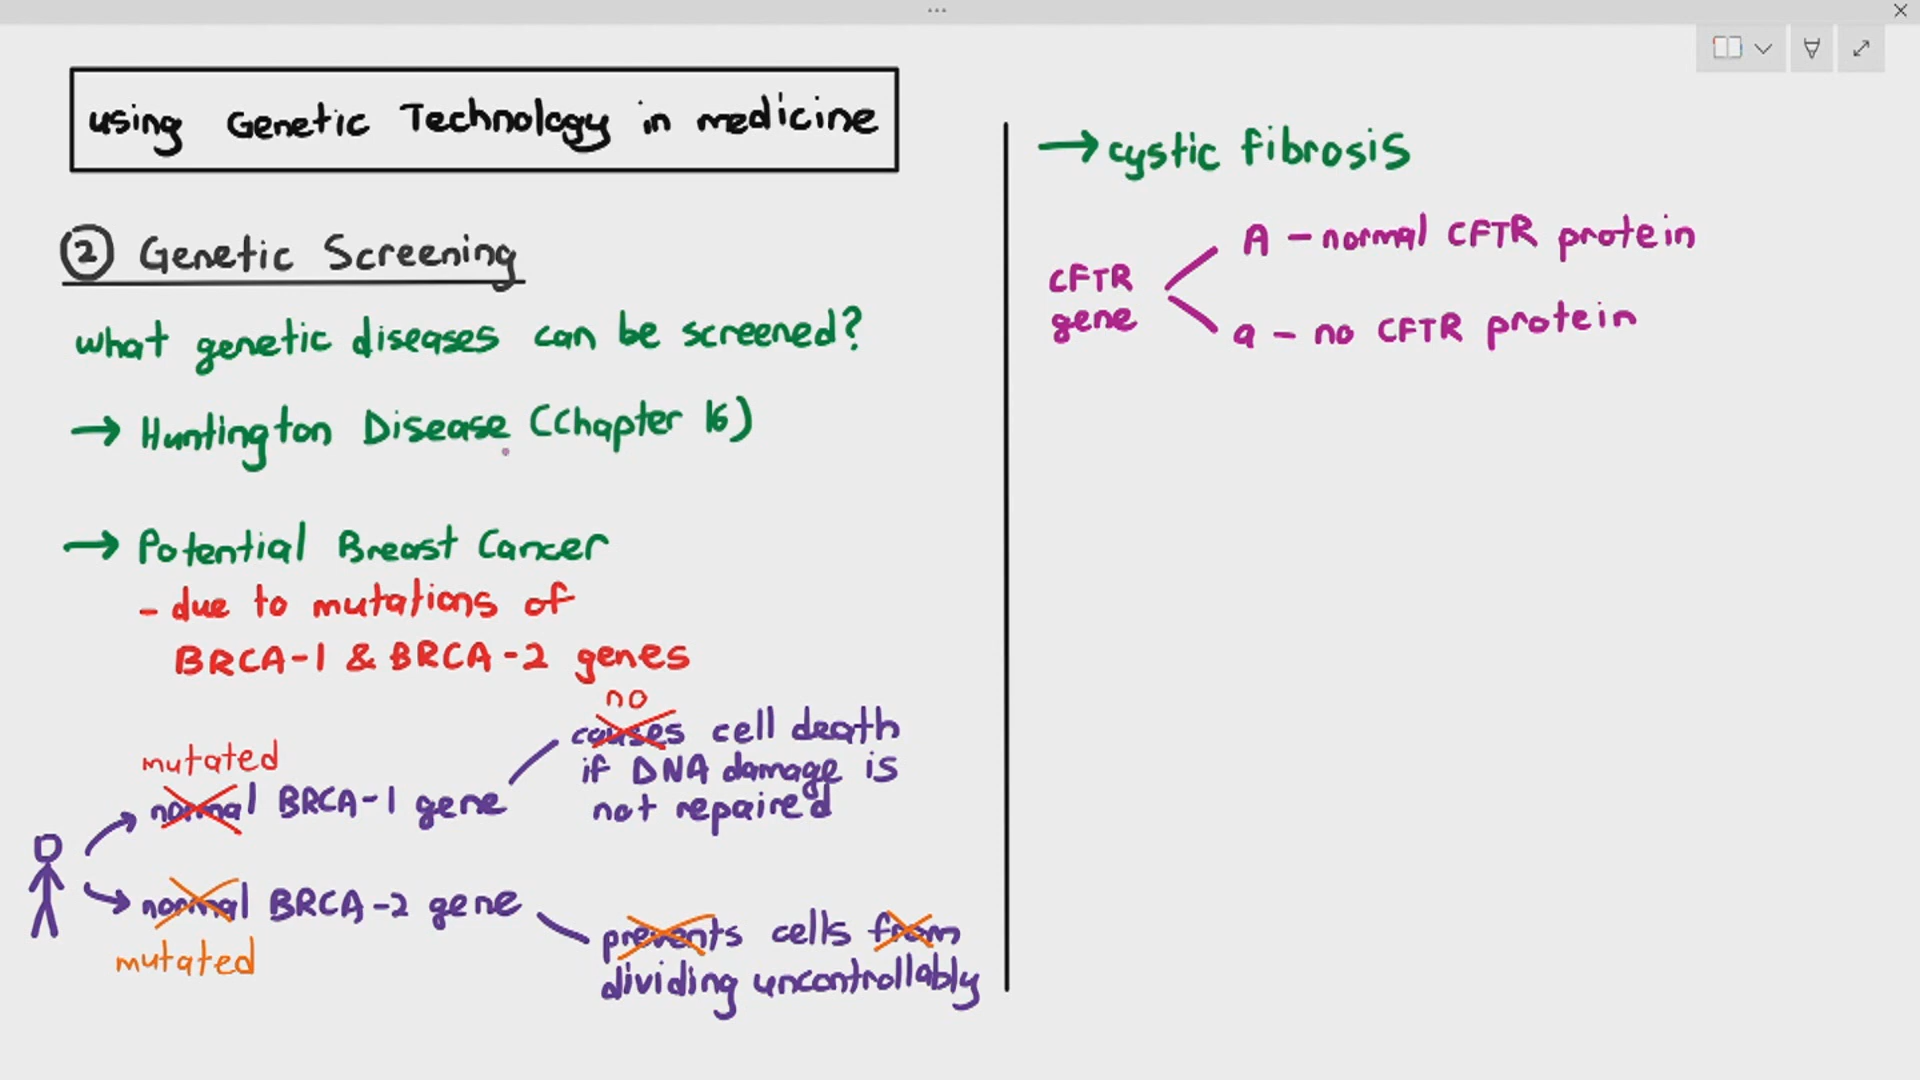 using Genetic Technology in medicine
② Genetic Screening
what genetic diseases can be screened?
→ Huntington Disease (Chapter 16)
→ Potential Breast Cancer
- due to mutations of
BRCA-1 & BRCA-2 genes
no
causes cell death
if DNA damage is
not repaired
mutated
normal BRCA-1 gene
normal BRCA-2 gene
mutated
prevents cells from
dividing uncontrollably
→ cystic fibrosis
CFTR
gene
A - normal CFTR protein
a - no CFTR protein